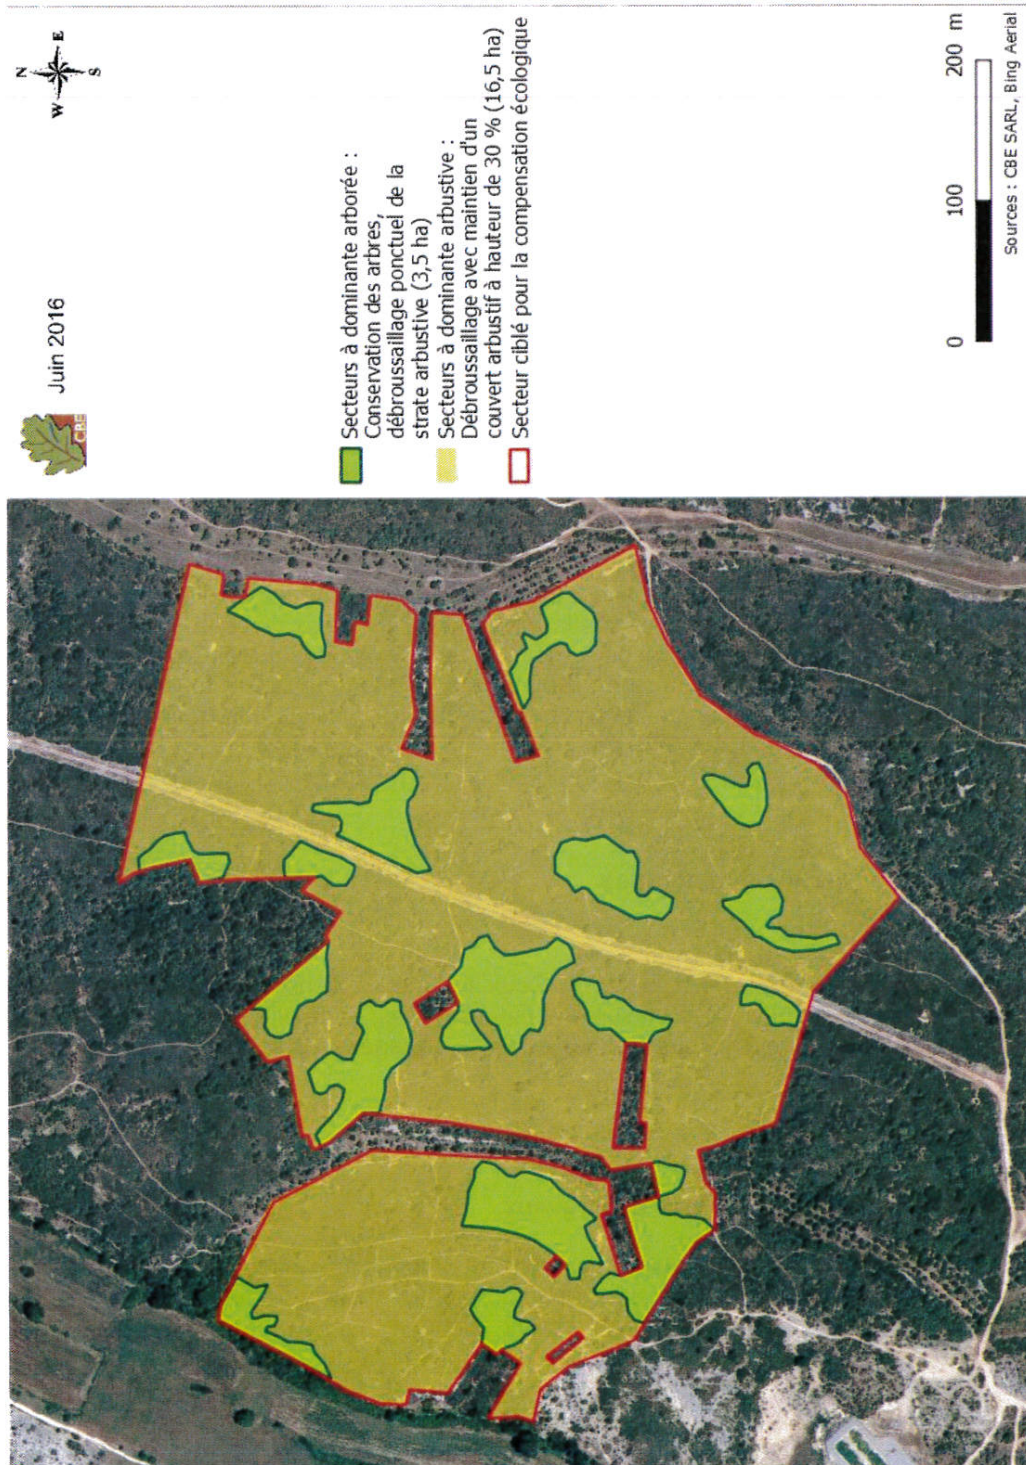 Juin 2016
CBE
N
W
E
S
Secteurs à dominante arborée :
Conservation des arbres,
débroussaillage ponctuel de la
strate arbustive (3,5 ha)
Secteurs à dominante arbustive :
Débroussaillage avec maintien d'un
couvert arbustif à hauteur de 30 % (16,5 ha)
Secteur ciblé pour la compensation écologique
0 100 200 m
Sources : CBE SARL, Bing Aerial